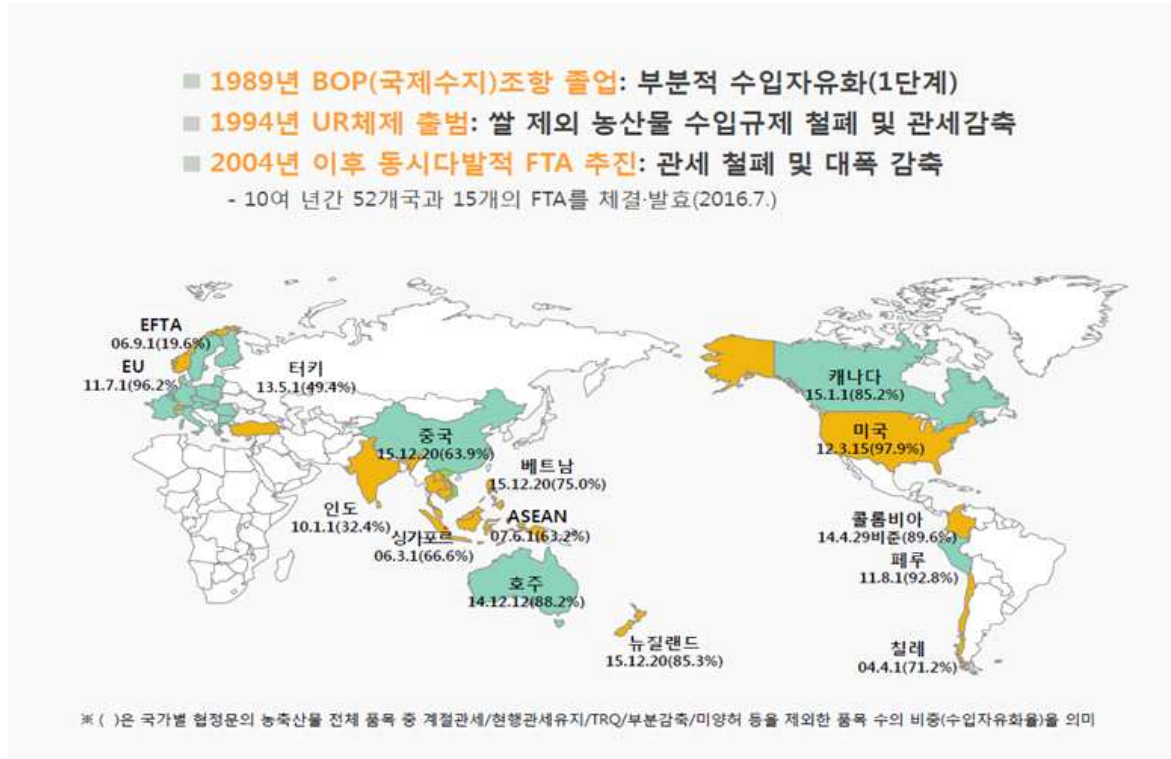 ■ 1989년 BOP(국제수지)조항 졸업: 부분적 수입자유화(1단계)
■ 1994년 UR체제 출범: 쌀 제외 농산물 수입규제 철폐 및 관세감축
■ 2004년 이후 동시다발적 FTA 추진: 관세 철폐 및 대폭 감축
- 10여 년간 52개국과 15개의 FTA를 체결·발효(2016.7.)
EFTA
06.9.1(19.6%)
EU
11.7.1(96.2%)
터키
13.5.1(49.4%)
중국
15.12.20(63.9%)
베트남
15.12.20(75.0%)
인도
10.1.1(32.4%)
싱가포르
06.3.1(66.6%)
ASEAN
07.6.1(63.2%)
호주
14.12.12(88.2%)
뉴질랜드
15.12.20(85.3%)
캐나다
15.1.1(85.2%)
미국
12.3.15(97.9%)
콜롬비아
14.4.29비준(89.6%)
페루
11.8.1(92.8%)
칠레
04.4.1(71.2%)
※ ( )은 국가별 협정문의 농축산물 전체 품목 중 계절관세/현행관세유지/TRQ/부분감축/미양허 등을 제외한 품목 수의 비중(수입자유화율)을 의미